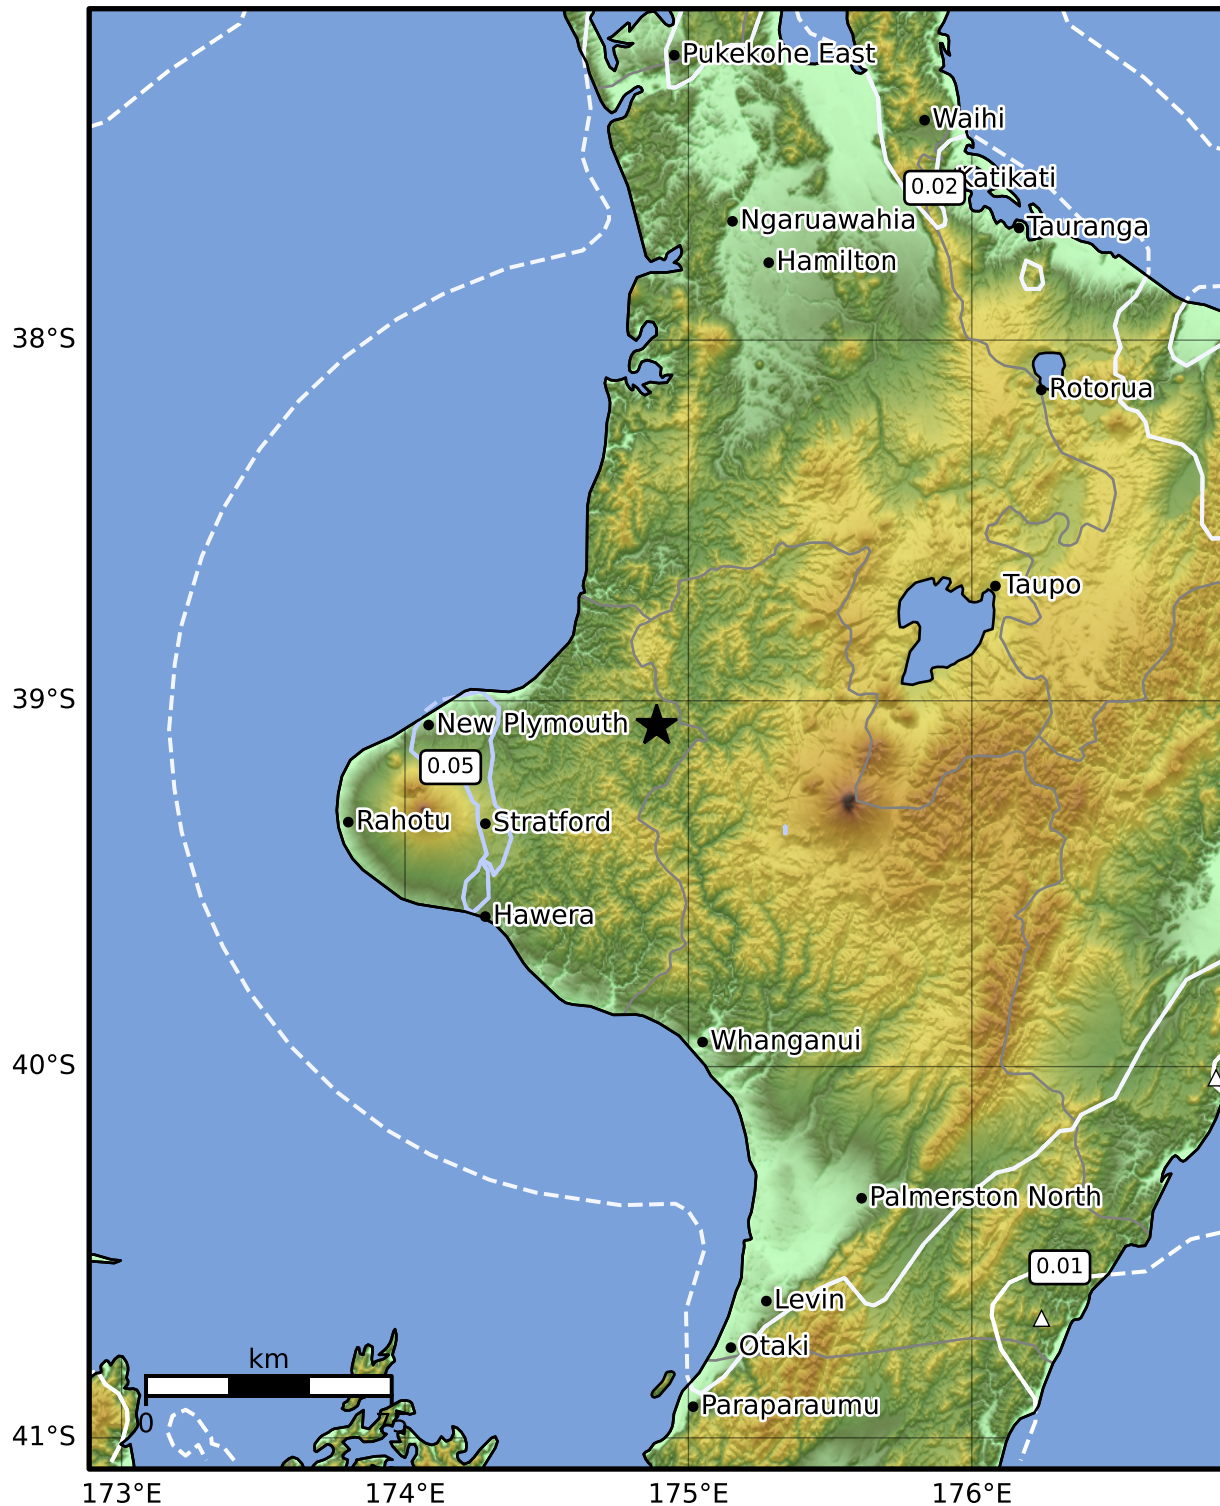 Pukekohe East
Waihi
Katikati
0.02
Ngaruawahia
Tauranga
Hamilton
38°S
Rotorua
Taupo
39°S
New Plymouth
0.05
Rahotu
Stratford
Hawera
Whanganui
40°S
Palmerston North
0.01
Levin
Otaki
km
0
Paraparaumu
41°S
173°E
174°E
175°E
176°E